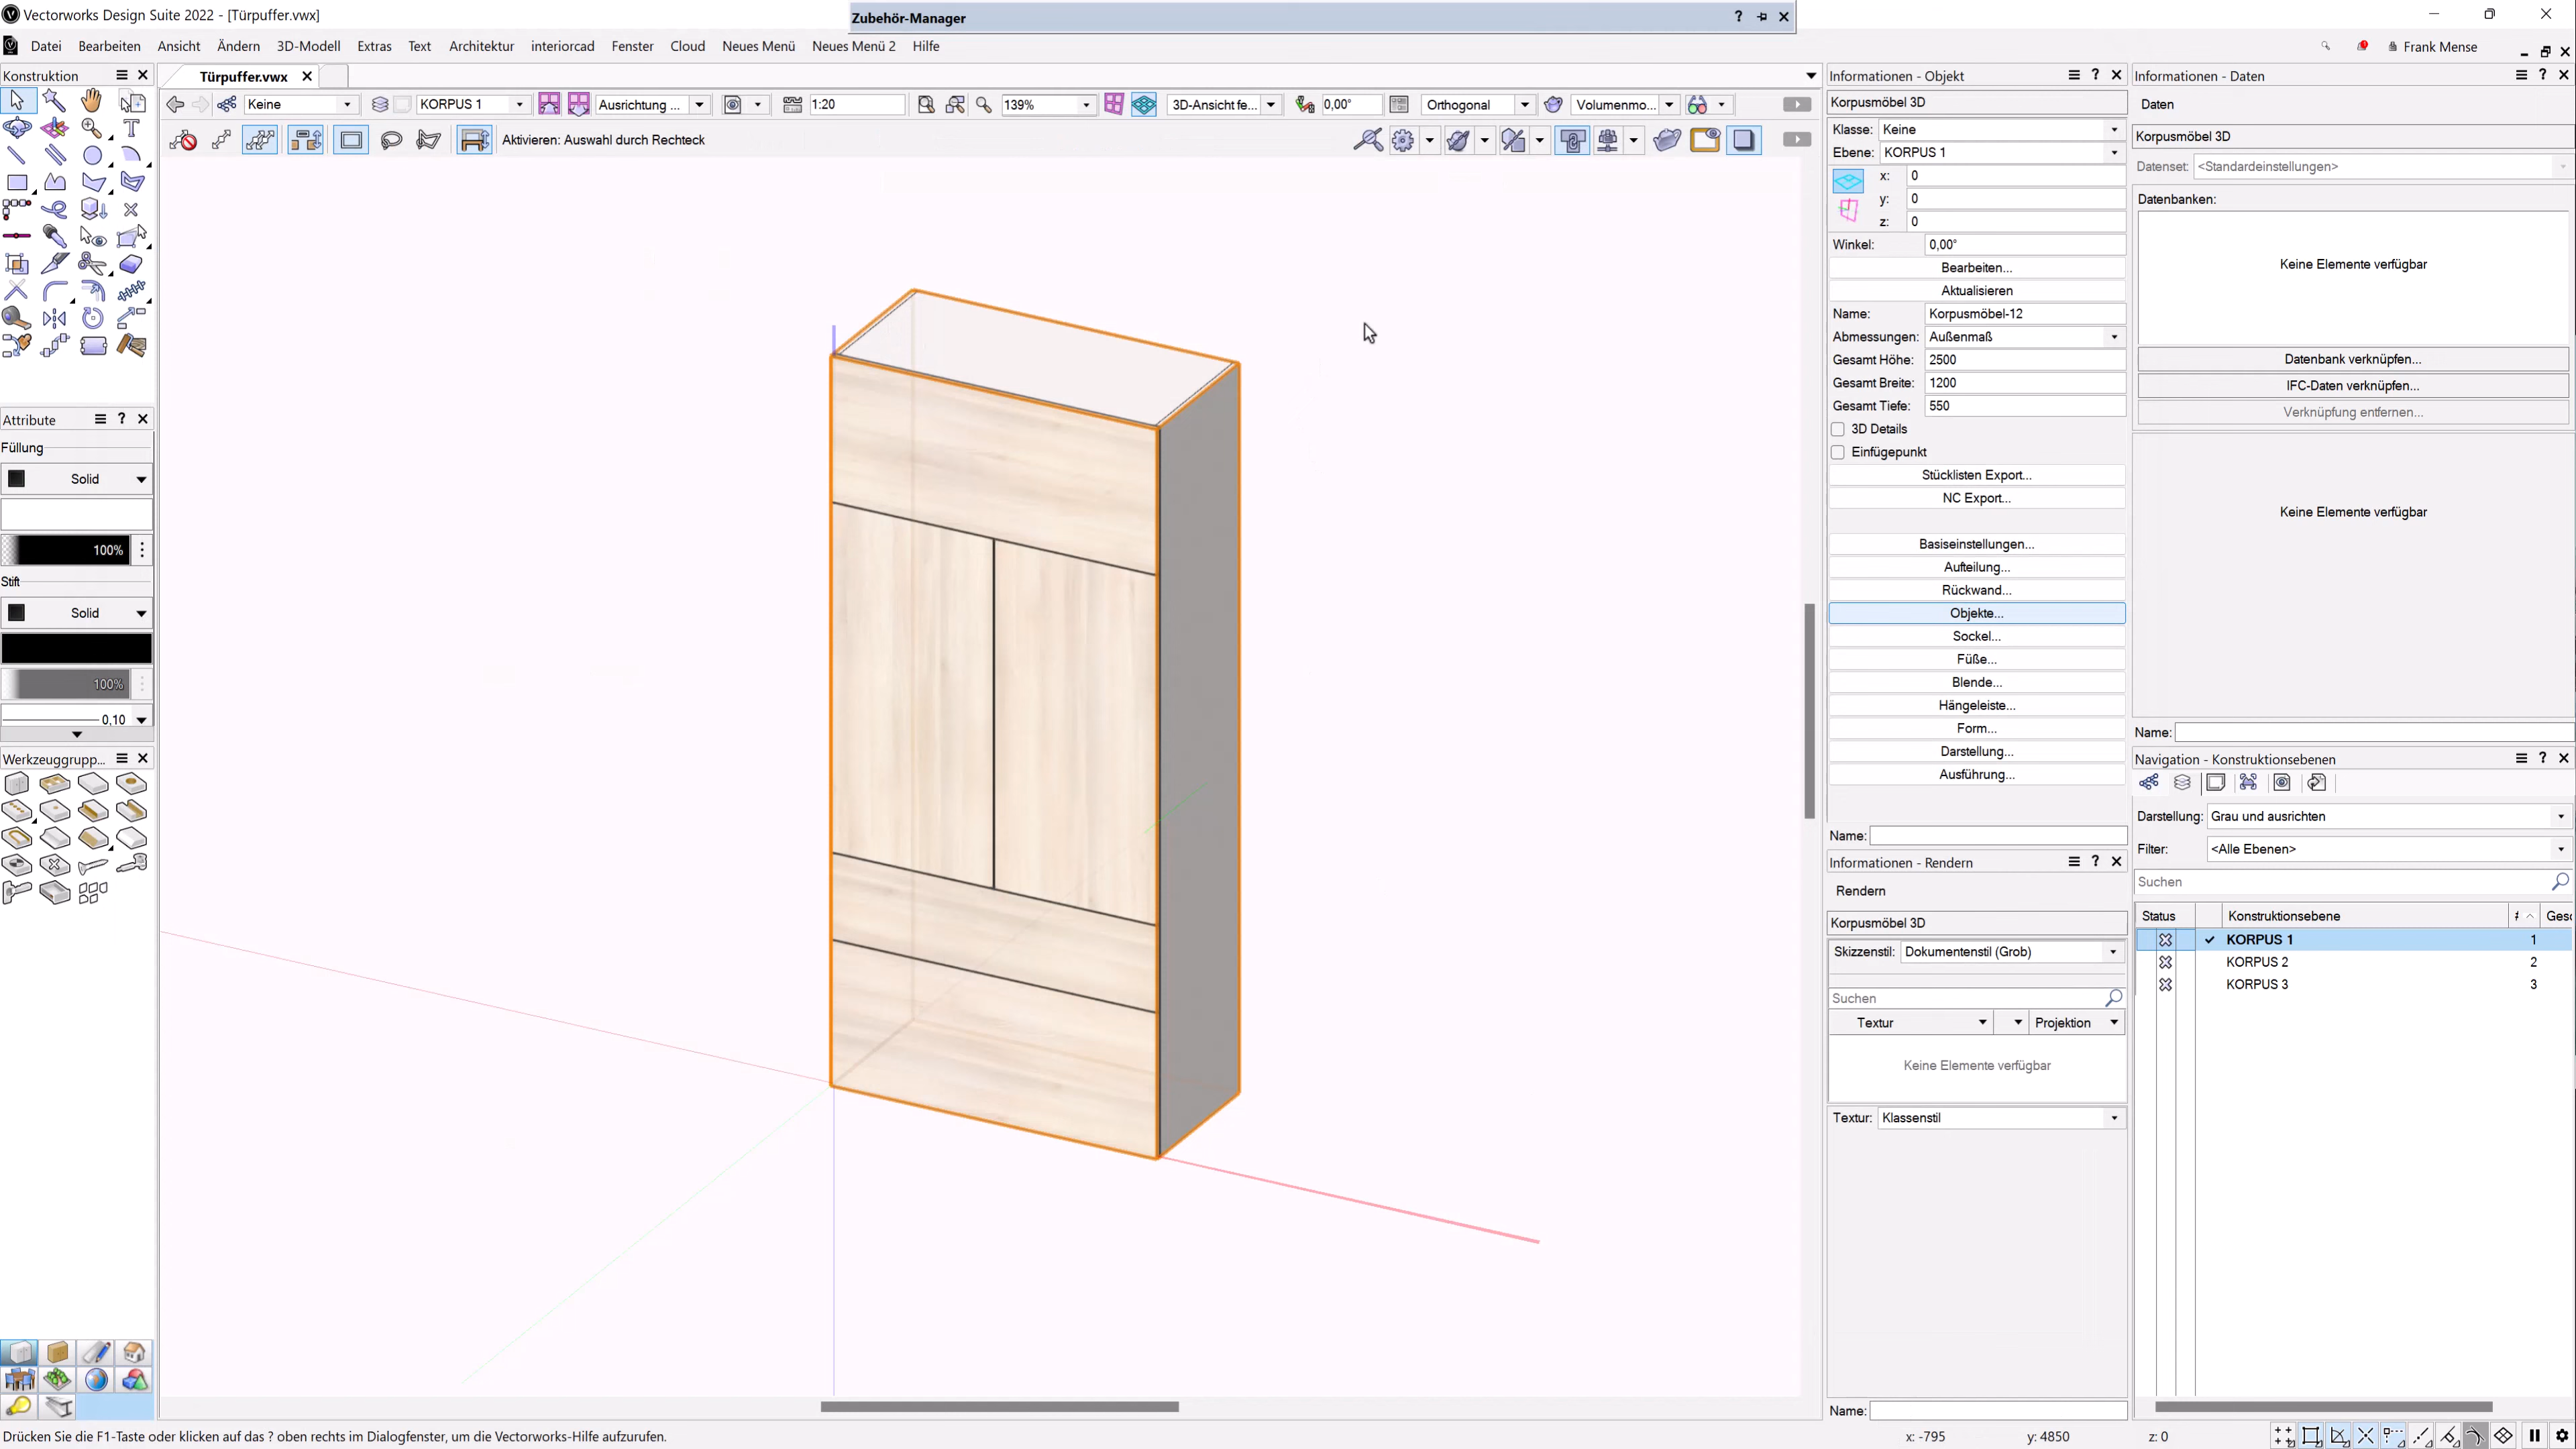 Vectorworks Design Suite 2022 - [Türpuffer.vwx]
Zubehör-Manager
Datei Bearbeiten Ansicht Ändern 3D-Modell Extras Text Architektur interiorcad Fenster Cloud Neues Menü Neues Menü 2 Hilfe
Frank Mense
Konstruktion
Türpuffer.vwx
Keine
KORPUS 1
Ausrichtung ...
1:20
139%
3D-Ansicht fe...
0,00°
Orthogonal
Volumenmo...
Aktivieren: Auswahl durch Rechteck
Attribute
Füllung
Solid
100%
Stift
Solid
100%
0,10
Werkzeuggrupp...
Informationen - Objekt
Korpusmöbel 3D
Klasse: Keine
Ebene: KORPUS 1
x: 0
y: 0
z: 0
Winkel: 0,00°
Bearbeiten...
Aktualisieren
Name: Korpusmöbel-12
Abmessungen: Außenmaß
Gesamt Höhe: 2500
Gesamt Breite: 1200
Gesamt Tiefe: 550
3D Details
Einfügepunkt
Stücklisten Export...
NC Export...
Basiseinstellungen...
Aufteilung...
Rückwand...
Objekte...
Sockel...
Füße...
Blende...
Hängeleiste...
Form...
Darstellung...
Ausführung...
Name:
Informationen - Rendern
Rendern
Korpusmöbel 3D
Skizzenstil: Dokumentenstil (Grob)
Suchen
Textur Projektion
Keine Elemente verfügbar
Textur: Klassenstil
Name:
Informationen - Daten
Daten
Korpusmöbel 3D
Datenset: <Standardeinstellungen>
Datenbanken:
Keine Elemente verfügbar
Datenbank verknüpfen...
IFC-Daten verknüpfen...
Verknüpfung entfernen...
Keine Elemente verfügbar
Name:
Navigation - Konstruktionsebenen
Darstellung: Grau und ausrichten
Filter: <Alle Ebenen>
Suchen
Status Konstruktionsebene
KORPUS 1 1
KORPUS 2 2
KORPUS 3 3
Drücken Sie die F1-Taste oder klicken auf das ? oben rechts im Dialogfenster, um die Vectorworks-Hilfe aufzurufen.
x: -795 y: 4850 z: 0